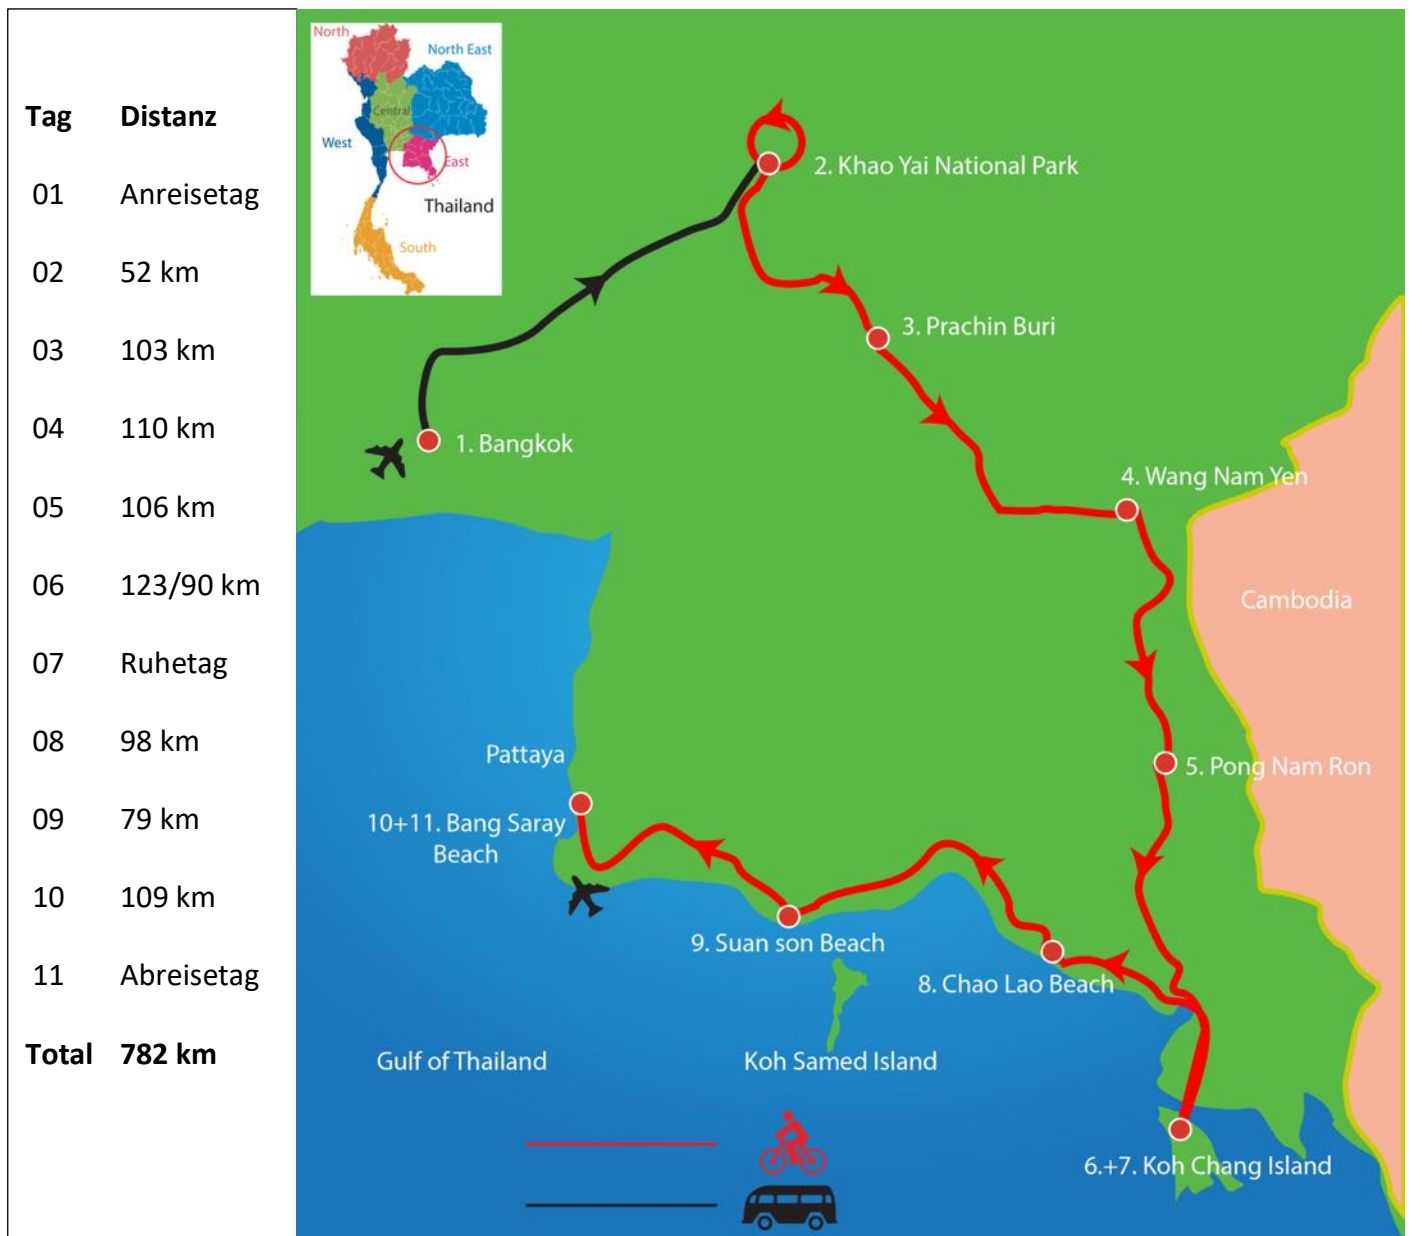 Tag Distanz
01 Anreisetag
02 52 km
03 103 km
04 110 km
05 106 km
06 123/90 km
07 Ruhetag
08 98 km
09 79 km
10 109 km
11 Abreisetag
Total 782 km
North
North East
Central
West
East
Thailand
South
2. Khao Yai National Park
3. Prachin Buri
1. Bangkok
4. Wang Nam Yen
Cambodia
Pattaya
5. Pong Nam Ron
10+11. Bang Saray
Beach
9. Suan son Beach
8. Chao Lao Beach
Gulf of Thailand
Koh Samed Island
6.+7. Koh Chang Island